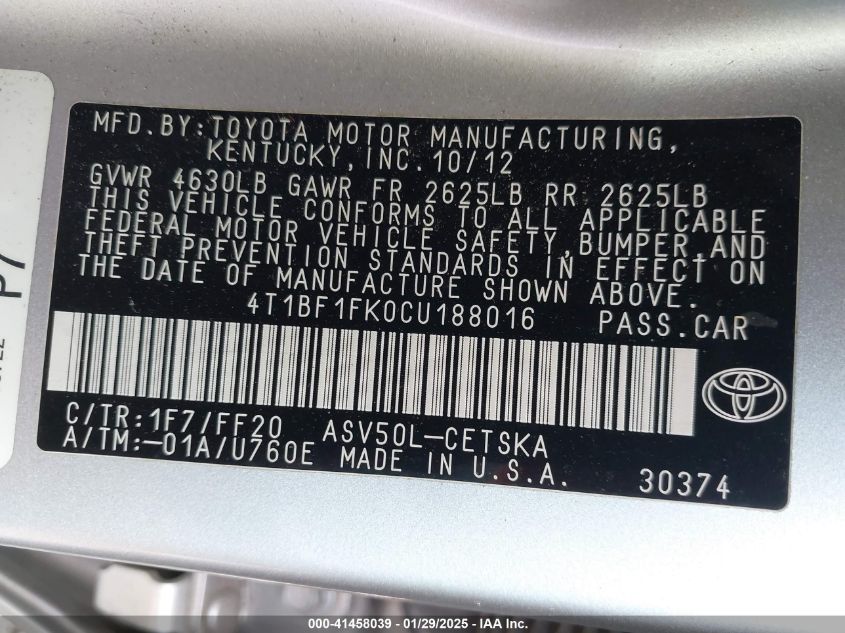 MFD.BY:TOYOTA MOTOR MANUFACTURING,
KENTUCKY,INC.10/12
GVWR 4630LB GAWR FR 2625LB RR 2625LB
THIS VEHICLE CONFORMS TO ALL APPLICABLE
FEDERAL MOTOR VEHICLE SAFETY,BUMPER,AND
THEFT PREVENTION STANDARDS IN EFFECT ON
THE DATE OF MANUFACTURE SHOWN ABOVE.
4T1BF1FK0CU188016 PASS.CAR
C/TR:1F7/FF20 ASV50L-CETSKA
A/TM:-01A/U760E MADE IN U.S.A. 30374
P7
000-41458039 - 01/29/2025 - IAA Inc.